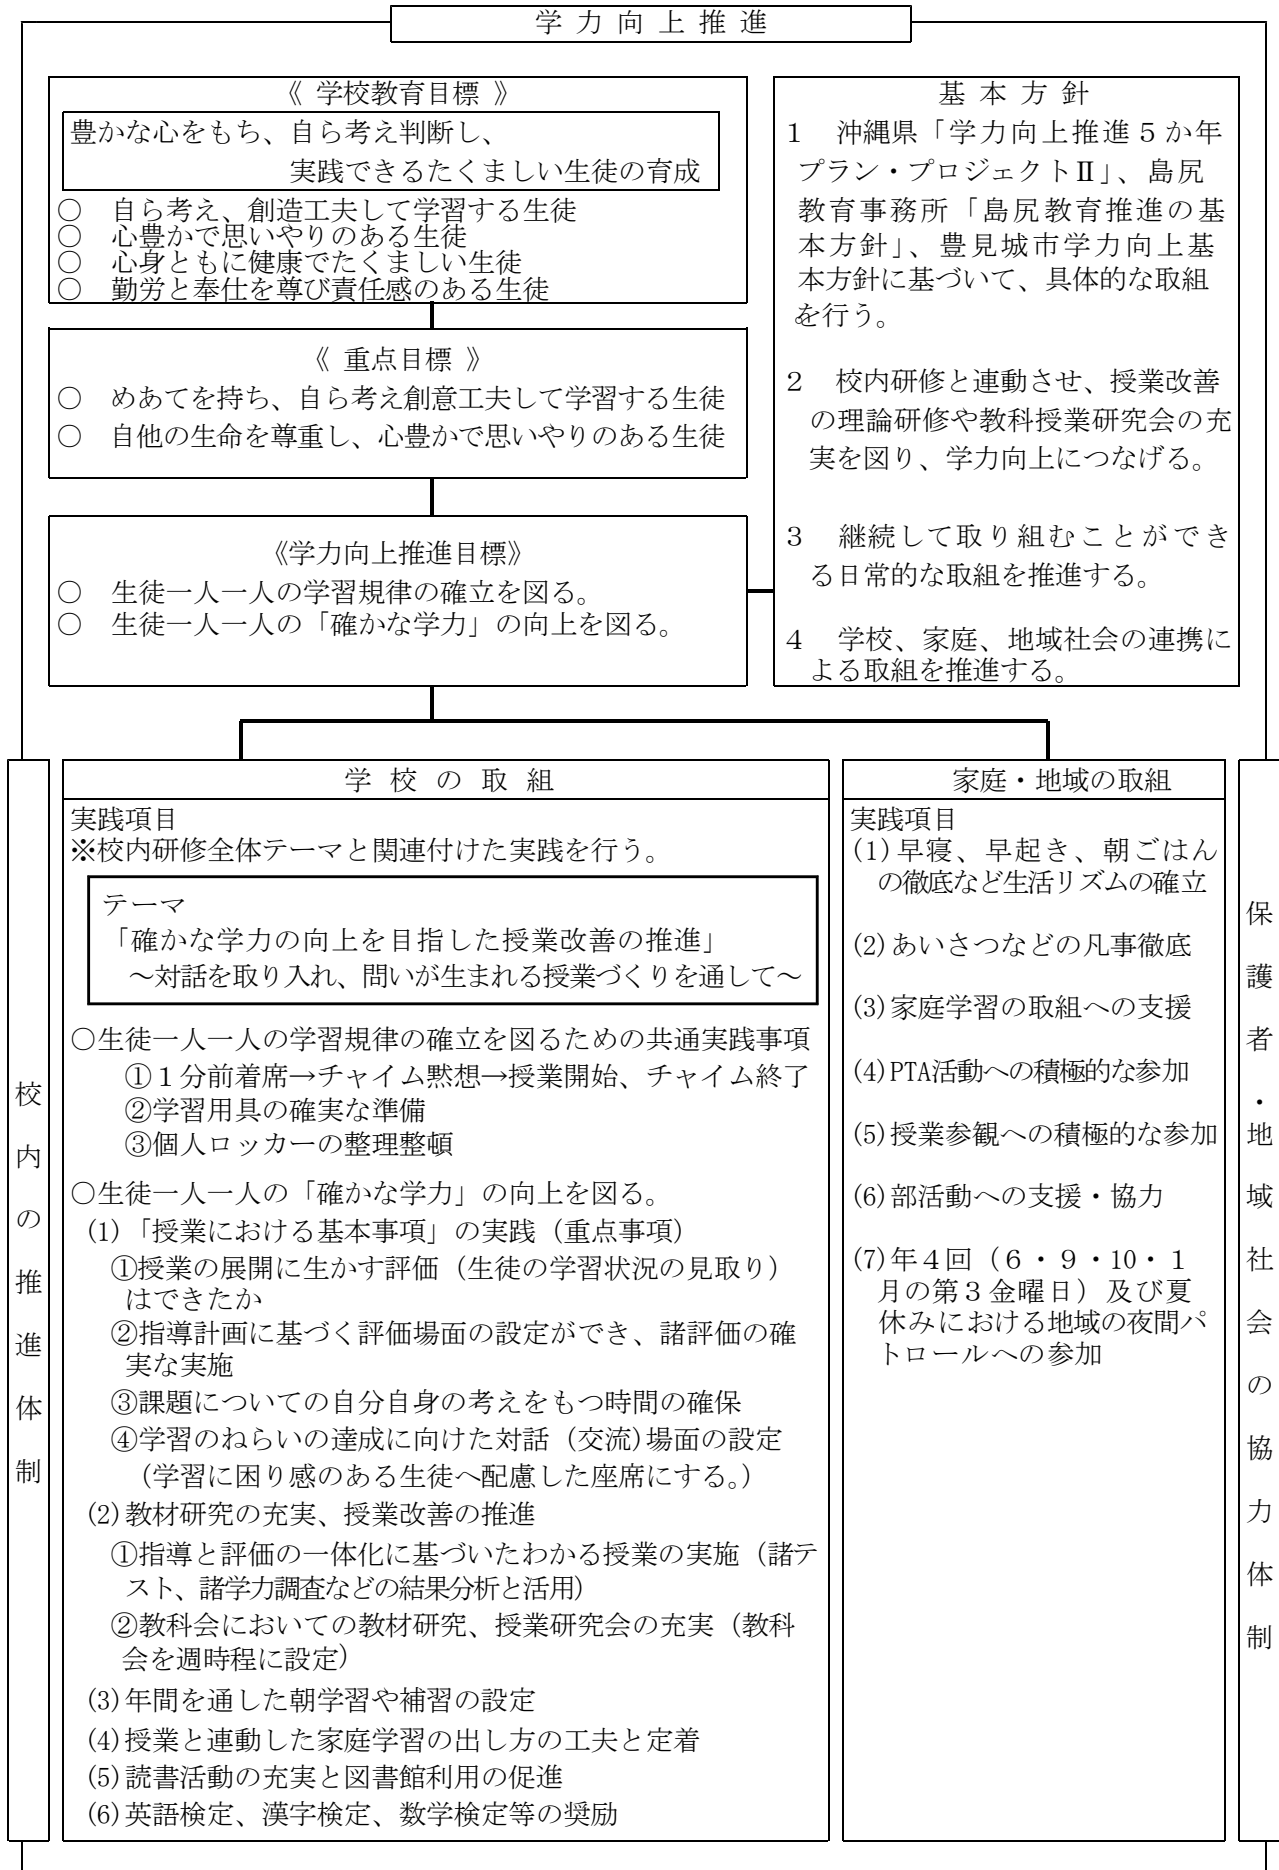 学力向上推進
《 学校教育目標 》
豊かな心をもち、自ら考え判断し、
実践できるたくましい生徒の育成
○ 自ら考え、創造工夫して学習する生徒
○ 心豊かで思いやりのある生徒
○ 心身ともに健康でたくましい生徒
○ 勤労と奉仕を尊び責任感のある生徒
《 重点目標 》
○ めあてを持ち、自ら考え創意工夫して学習する生徒
○ 自他の生命を尊重し、心豊かで思いやりのある生徒
《学力向上推進目標》
○ 生徒一人一人の学習規律の確立を図る。
○ 生徒一人一人の「確かな学力」の向上を図る。
基本方針
1 沖縄県「学力向上推進5か年
プラン・プロジェクトⅡ」、島尻
教育事務所「島尻教育推進の基
本方針」、豊見城市学力向上基
本方針に基づいて、具体的な取組
を行う。
2 校内研修と連動させ、授業改善
の理論研修や教科授業研究会の充
実を図り、学力向上につなげる。
3 継続して取り組むことができ
る日常的な取組を推進する。
4 学校、家庭、地域社会の連携に
よる取組を推進する。
校内の推進体制
学校の取組
実践項目
※校内研修全体テーマと関連付けた実践を行う。
テーマ
「確かな学力の向上を目指した授業改善の推進」
～対話を取り入れ、問いが生まれる授業づくりを通して～
○生徒一人一人の学習規律の確立を図るための共通実践事項
①1分前着席→チャイム黙想→授業開始、チャイム終了
②学習用具の確実な準備
③個人ロッカーの整理整頓
○生徒一人一人の「確かな学力」の向上を図る。
(1)「授業における基本事項」の実践（重点事項）
①授業の展開に生かす評価（生徒の学習状況の見取り）
はできたか
②指導計画に基づく評価場面の設定ができ、諸評価の確
実な実施
③課題についての自分自身の考えをもつ時間の確保
④学習のねらいの達成に向けた対話（交流)場面の設定
（学習に困り感のある生徒へ配慮した座席にする。）
(2)教材研究の充実、授業改善の推進
①指導と評価の一体化に基づいたわかる授業の実施（諸テ
スト、諸学力調査などの結果分析と活用）
②教科会においての教材研究、授業研究会の充実（教科
会を週時程に設定）
(3)年間を通した朝学習や補習の設定
(4)授業と連動した家庭学習の出し方の工夫と定着
(5)読書活動の充実と図書館利用の促進
(6)英語検定、漢字検定、数学検定等の奨励
家庭・地域の取組
実践項目
(1)早寝、早起き、朝ごはん
の徹底など生活リズムの確立
(2)あいさつなどの凡事徹底
(3)家庭学習の取組への支援
(4)PTA活動への積極的な参加
(5)授業参観への積極的な参加
(6)部活動への支援・協力
(7)年4回（6・9・10・1
月の第3金曜日）及び夏
休みにおける地域の夜間パ
トロールへの参加
保護者・地域社会の協力体制